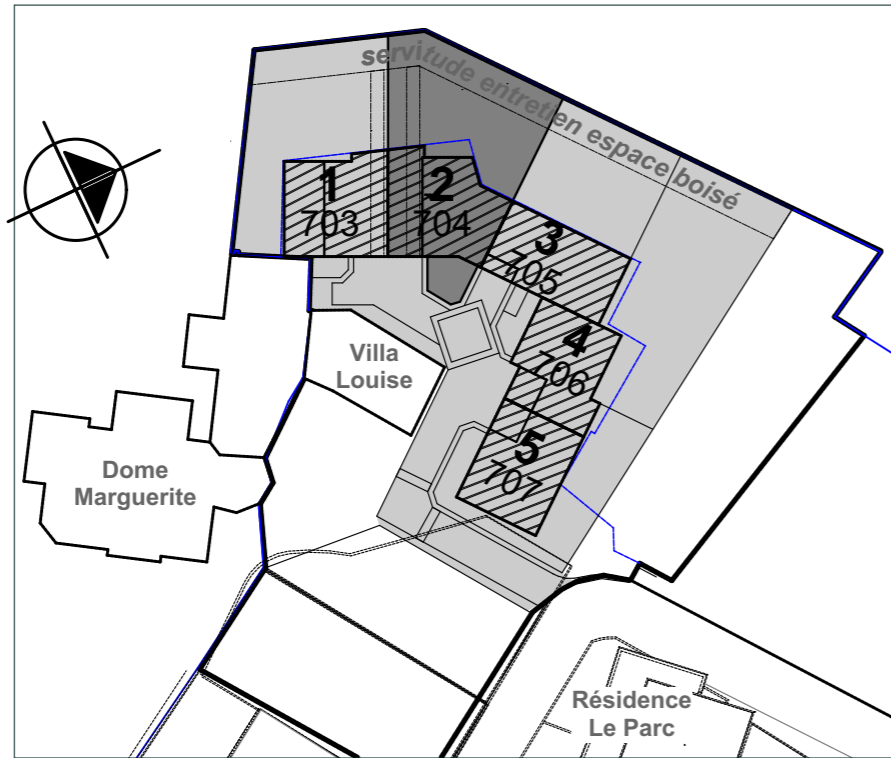 servitude entretien espace boisé
1
703
2
704
3
705
4
706
5
707
Villa
Louise
Dome
Marguerite
Résidence
Le Parc